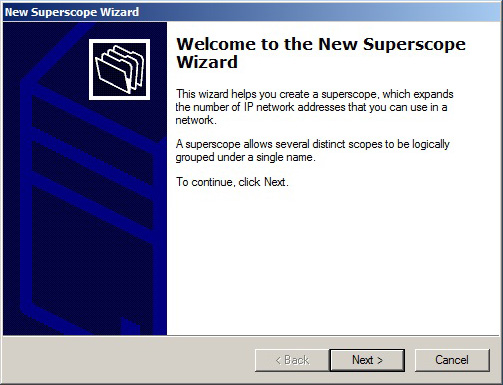 New Superscope Wizard
Welcome to the New Superscope
Wizard
This wizard helps you create a superscope, which expands
the number of IP network addresses that you can use in a
network.
A superscope allows several distinct scopes to be logically
grouped under a single name.
To continue, click Next.
< Back
Next >
Cancel